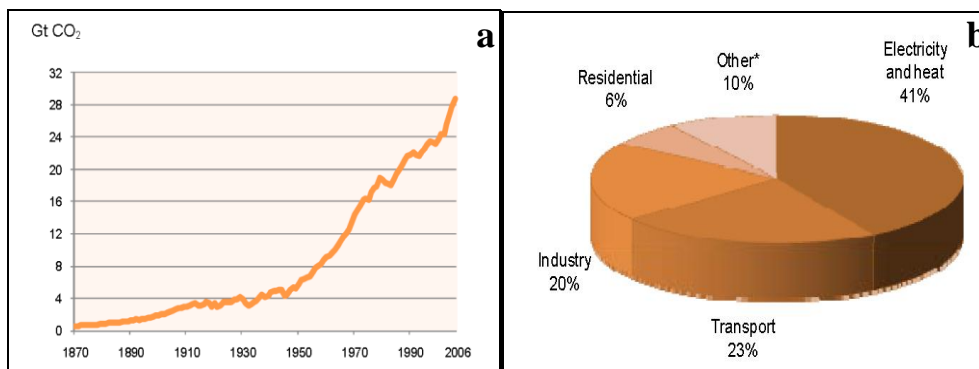 Gt CO₂
a
32
28
24
20
16
12
8
4
0
1870
1890
1910
1930
1950
1970
1990
2006
b
Other*
10%
Electricity
and heat
41%
Residential
6%
Industry
20%
Transport
23%